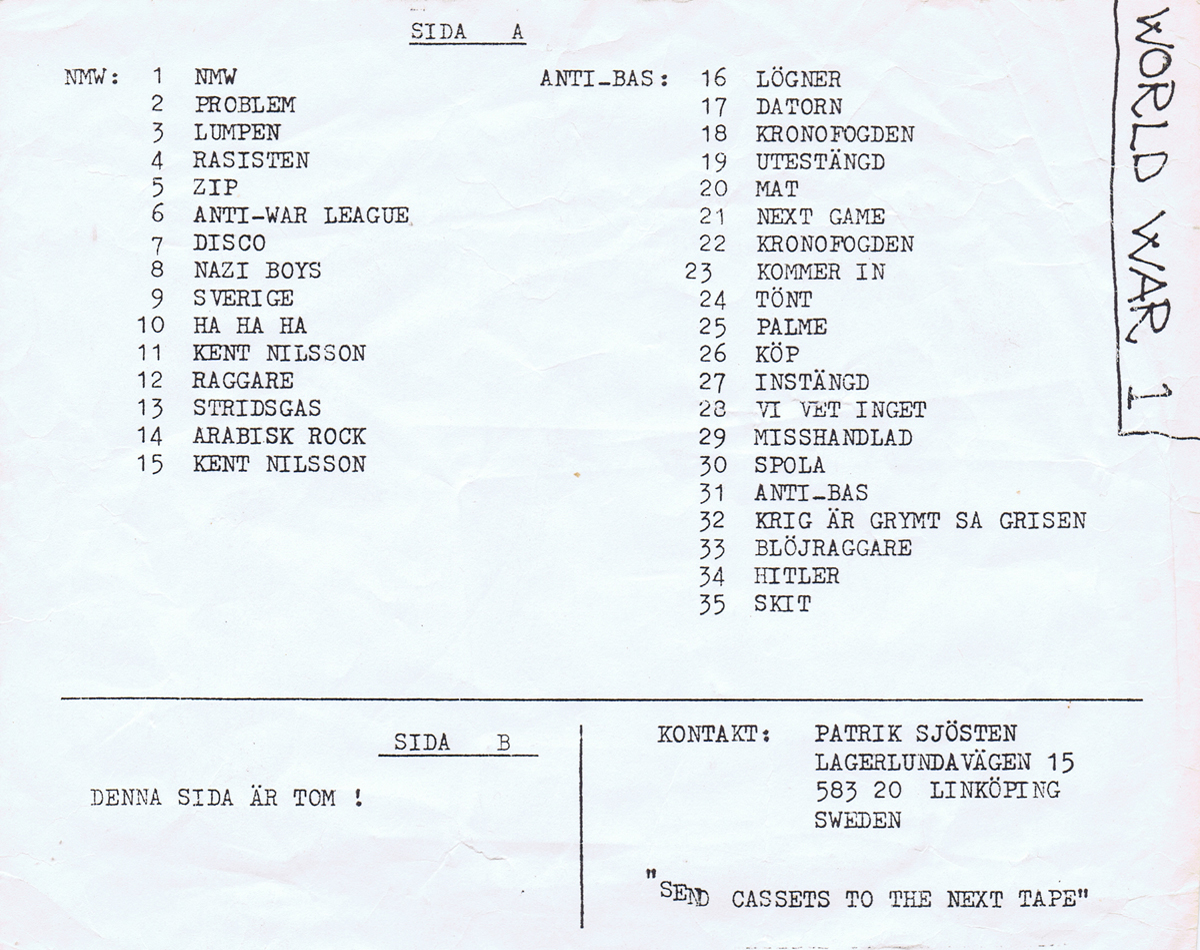 SIDA A
NMW: 1 NMW
2 PROBLEM
3 LUMPEN
4 RASISTEN
5 ZIP
6 ANTI-WAR LEAGUE
7 DISCO
8 NAZI BOYS
9 SVERIGE
10 HA HA HA
11 KENT NILSSON
12 RAGGARE
13 STRIDSGAS
14 ARABISK ROCK
15 KENT NILSSON
ANTI-BAS: 16 LÖGNER
17 DATORN
18 KRONOFOGDEN
19 UTESTÄNGD
20 MAT
21 NEXT GAME
22 KRONOFOGDEN
23 KOMMER IN
24 TÖNT
25 PALME
26 KÖP
27 INSTÄNGD
28 VI VET INGET
29 MISSHANDLAD
30 SPOLA
31 ANTI-BAS
32 KRIG ÄR GRYMT SA GRISEN
33 BLÖJRAGGARE
34 HITLER
35 SKIT
WORLD WAR 1
SIDA B
DENNA SIDA ÄR TOM !
KONTAKT: PATRIK SJÖSTEN
LAGERLUNDAVÄGEN 15
583 20 LINKÖPING
SWEDEN
"SEND CASSETS TO THE NEXT TAPE"